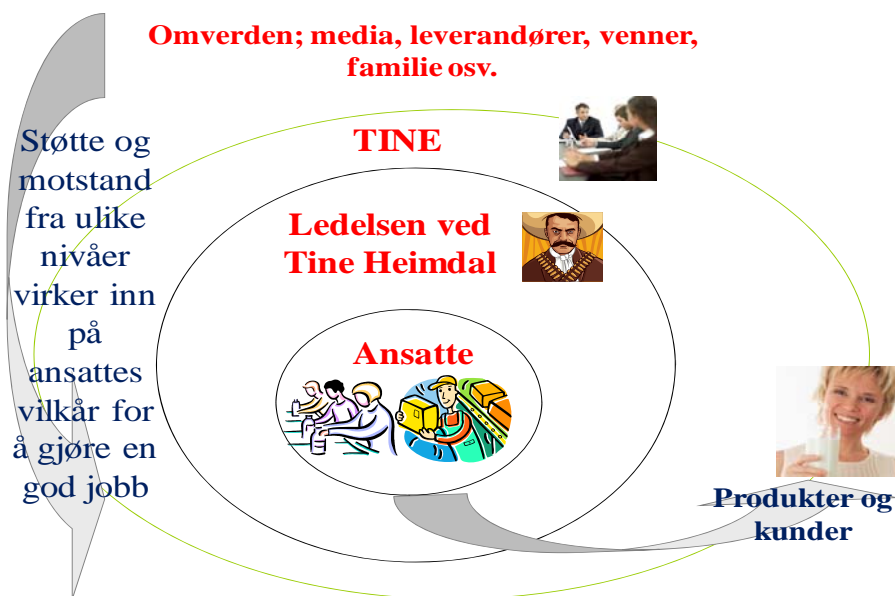 Omverden; media, leverandører, venner,
familie osv.
TINE
Ledelsen ved
Tine Heimdal
Ansatte
Støtte og
motstand
fra ulike
nivåer
virker inn
på
ansattes
vilkår for
å gjøre en
god jobb
Produkter og
kunder